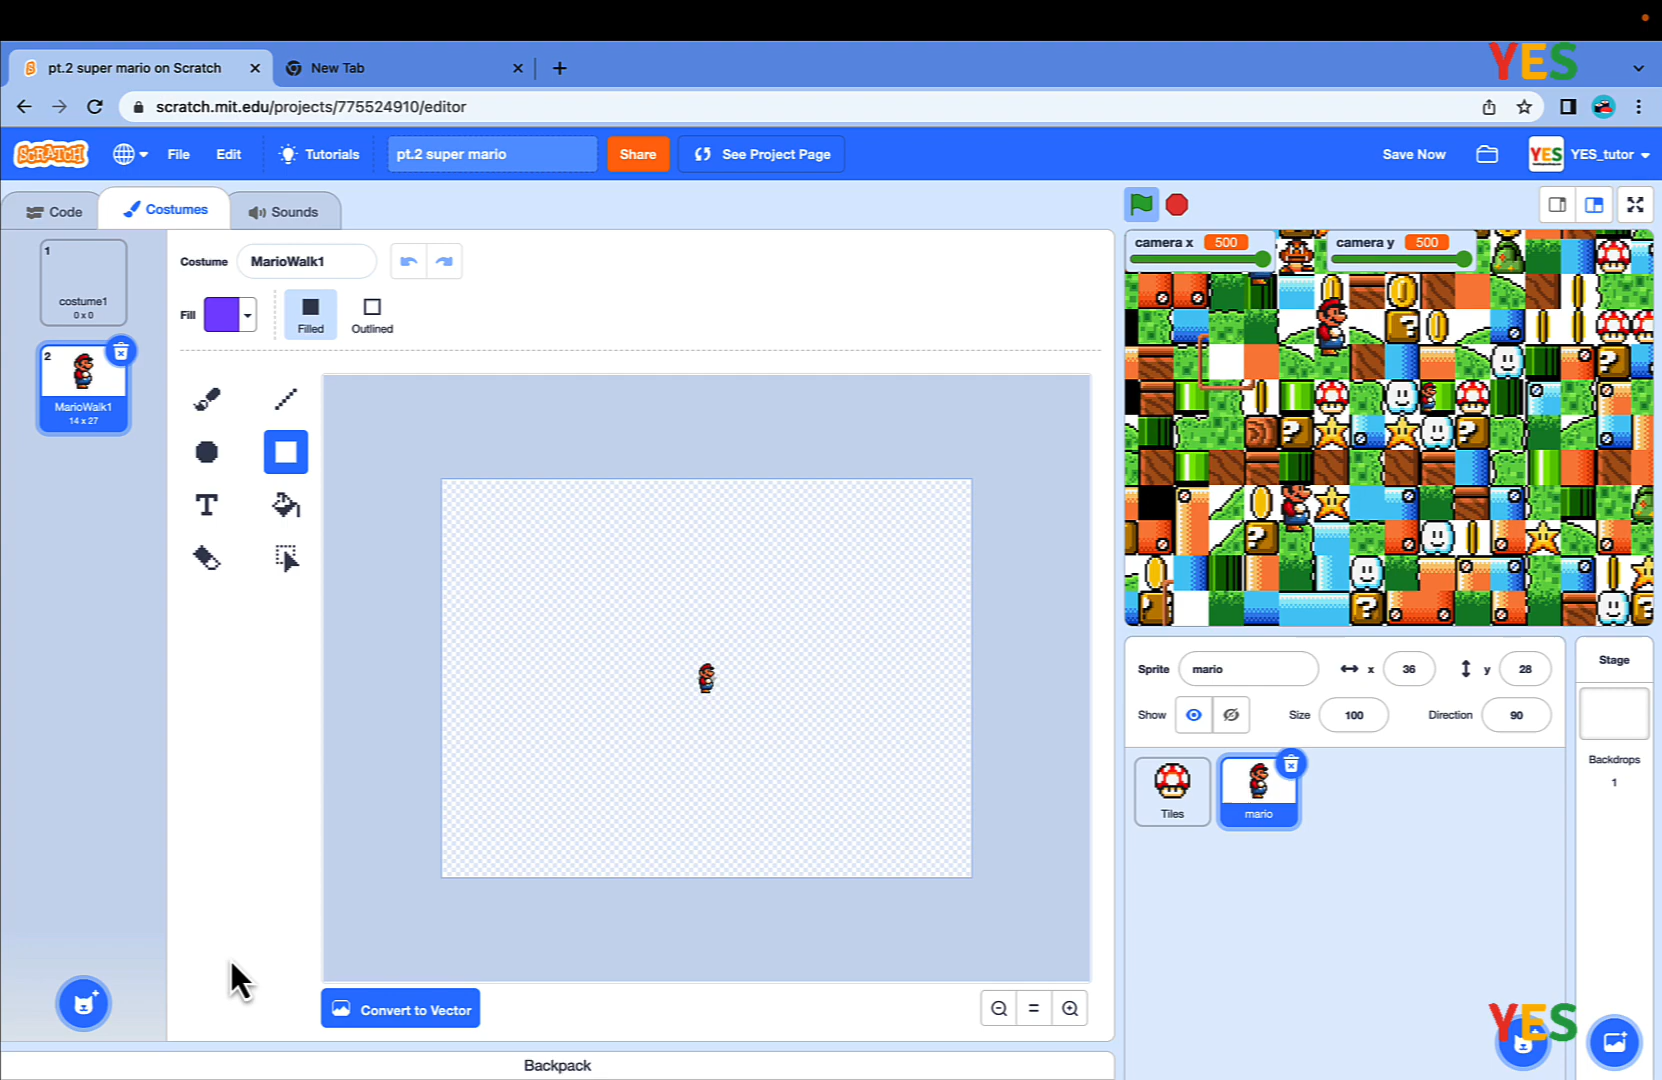 YES
pt.2 super mario on Scratch
New Tab
scratch.mit.edu/projects/775524910/editor
SCRATCH
File
Edit
Tutorials
pt.2 super mario
Share
See Project Page
Save Now
YES
YES_tutor
Code
Costumes
Sounds
1
costume1
0 x 0
2
MarioWalk1
14 x 27
Costume
MarioWalk1
Fill
Filled
Outlined
T
Convert to Vector
Backpack
camera x 500
camera y 500
Sprite
mario
x
36
y
28
Show
Size
100
Direction
90
Tiles
mario
Stage
Backdrops
1
YES